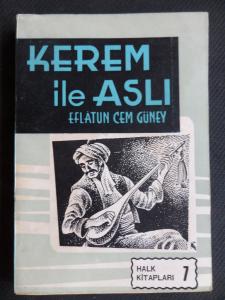 KEREM
ile ASLI
EFLATUN CEM GÜNEY
HALK
KİTAPLARI 7